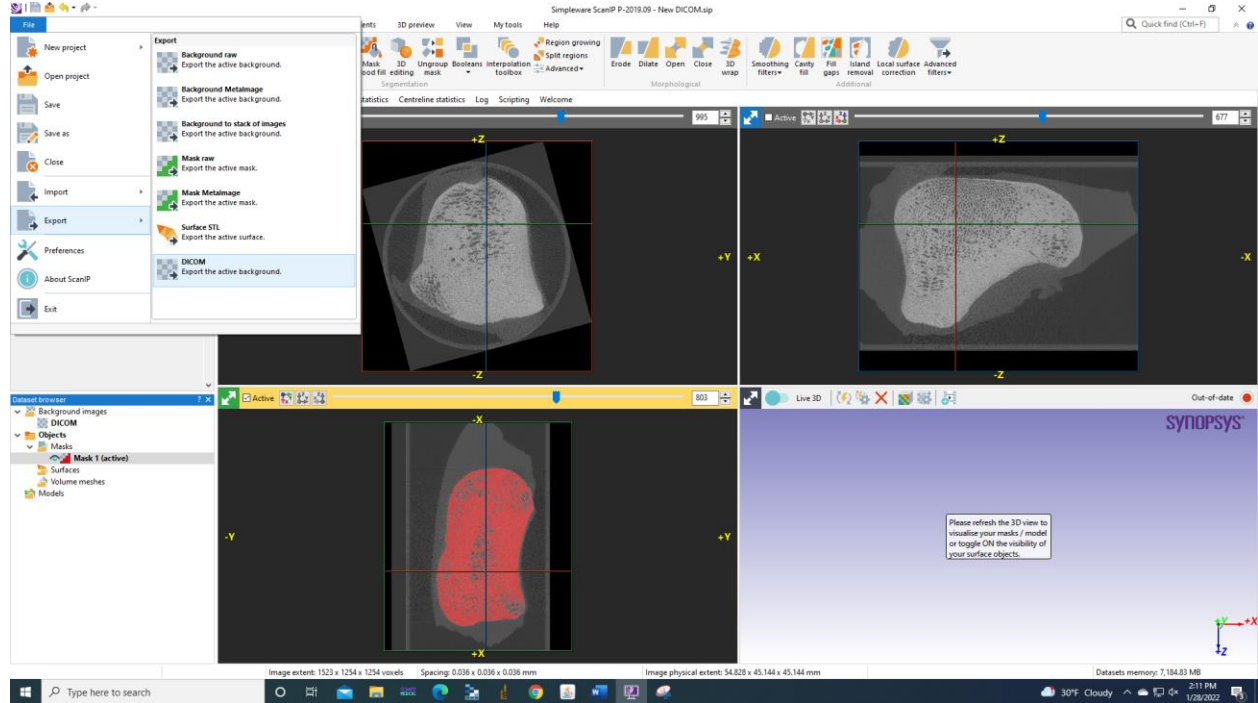 Simpleware ScanIP P-2019.09 - New DICOM.sip
File
3D preview View My tools Help
Quick find (Ctrl+F)
New project
Open project
Save
Save as
Close
Import
Export
Preferences
About ScanIP
Exit
Export
Background raw
Export the active background.
Background MetaImage
Export the active background.
Background to stack of images
Export the active background.
Mask raw
Export the active mask.
Mask MetaImage
Export the active mask.
Surface STL
Export the active surface.
DICOM
Export the active background.
Mask
3D editing
Ungroup mask
Booleans
Interpolation toolbox
Region growing
Split regions
Advanced
Segmentation
Erode
Dilate
Open
Close
3D wrap
Morphological
Smoothing filters
Cavity fill
Fill gaps
Island removal
Local surface correction
Advanced filters
Additional
Centreline statistics Log Scripting Welcome
995
+Z
+Y
-Z
Active
677
+Z
+X
-X
-Z
Dataset browser
? ×
Background images
DICOM
Objects
Masks
Mask 1 (active)
Surfaces
Volume meshes
Models
Active
803
-X
-Y
+Y
+X
Live 3D
Out-of-date
SYNOPSYS®
Please refresh the 3D view to
visualise your masks / model
or toggle ON the visibility of
your surface objects.
+Y
+X
+Z
Image extent: 1523 x 1254 x 1254 voxels
Spacing: 0.036 x 0.036 x 0.036 mm
Image physical extent: 54.828 x 45.144 x 45.144 mm
Datasets memory: 7,184.83 MB
Type here to search
30°F Cloudy
2:11 PM
1/28/2022